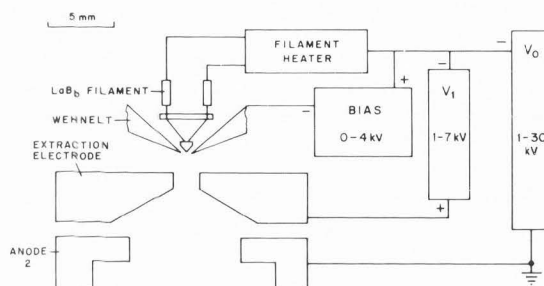 5 mm
FILAMENT
HEATER
−
V₀
1-30
kV
−
V₁
1-7kV
+
+
BIAS
0-4kV
−
LaB₆ FILAMENT
WEHNELT
EXTRACTION
ELECTRODE
ANODE
2